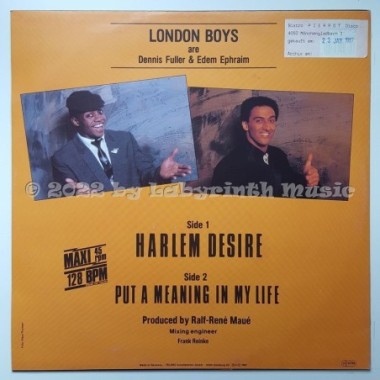 LONDON BOYS
are
Dennis Fuller & Edem Ephraim
© 2022 by Labyrinth Music
Side 1
HARLEM DESIRE
MAXI 45 rpm
128 BPM
Side 2
PUT A MEANING IN MY LIFE
Produced by Ralf-René Maué
Mixing engineer
Frank Reinke